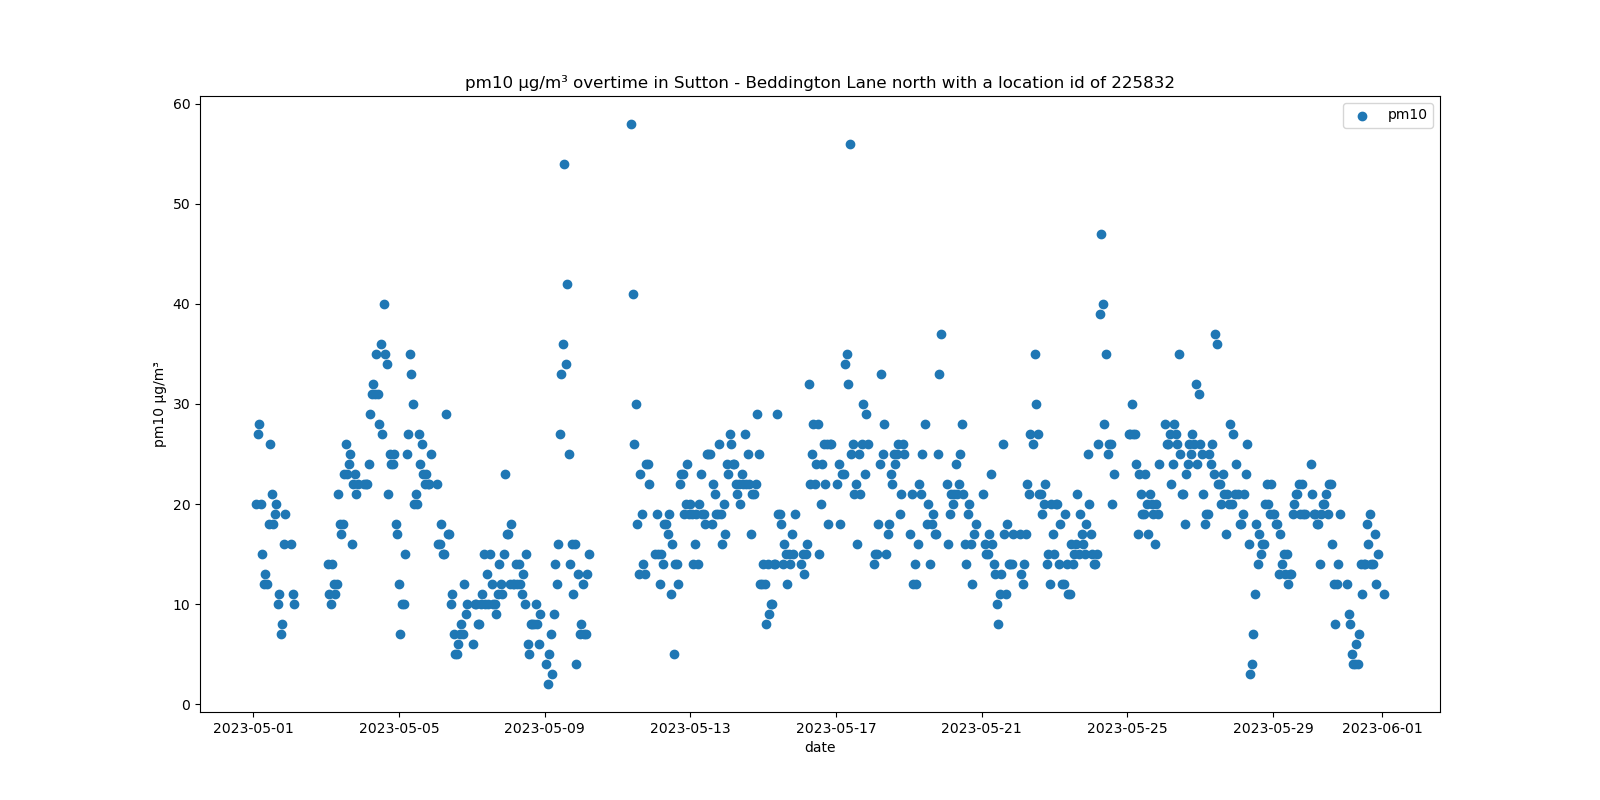 pm10 μg/m³ overtime in Sutton - Beddington Lane north with a location id of 225832
pm10
60
50
40
30
20
10
0
pm10 μg/m³
2023-05-01 2023-05-05 2023-05-09 2023-05-13 2023-05-17 2023-05-21 2023-05-25 2023-05-29 2023-06-01
date